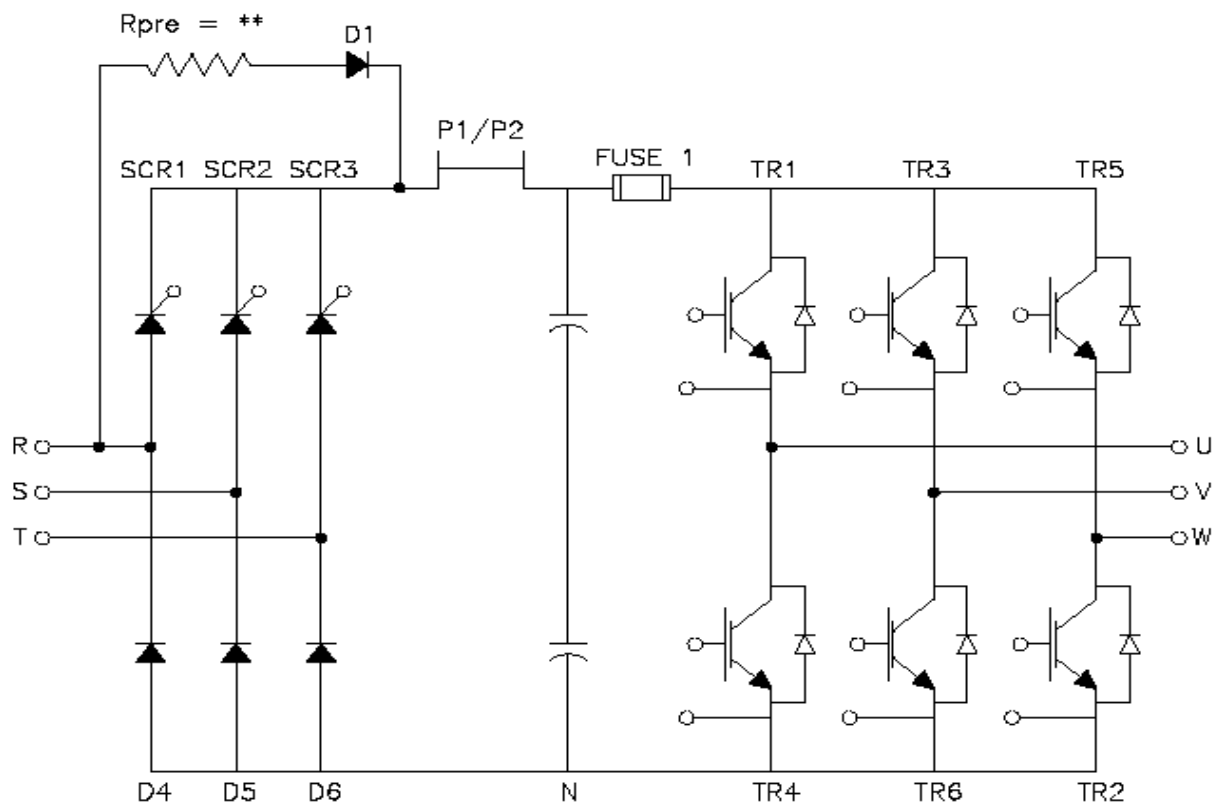 Rpre = **
D1
P1/P2
FUSE 1
SCR1 SCR2 SCR3
TR1 TR3 TR5
R
U
S
V
T
W
D4 D5 D6 N TR4 TR6 TR2